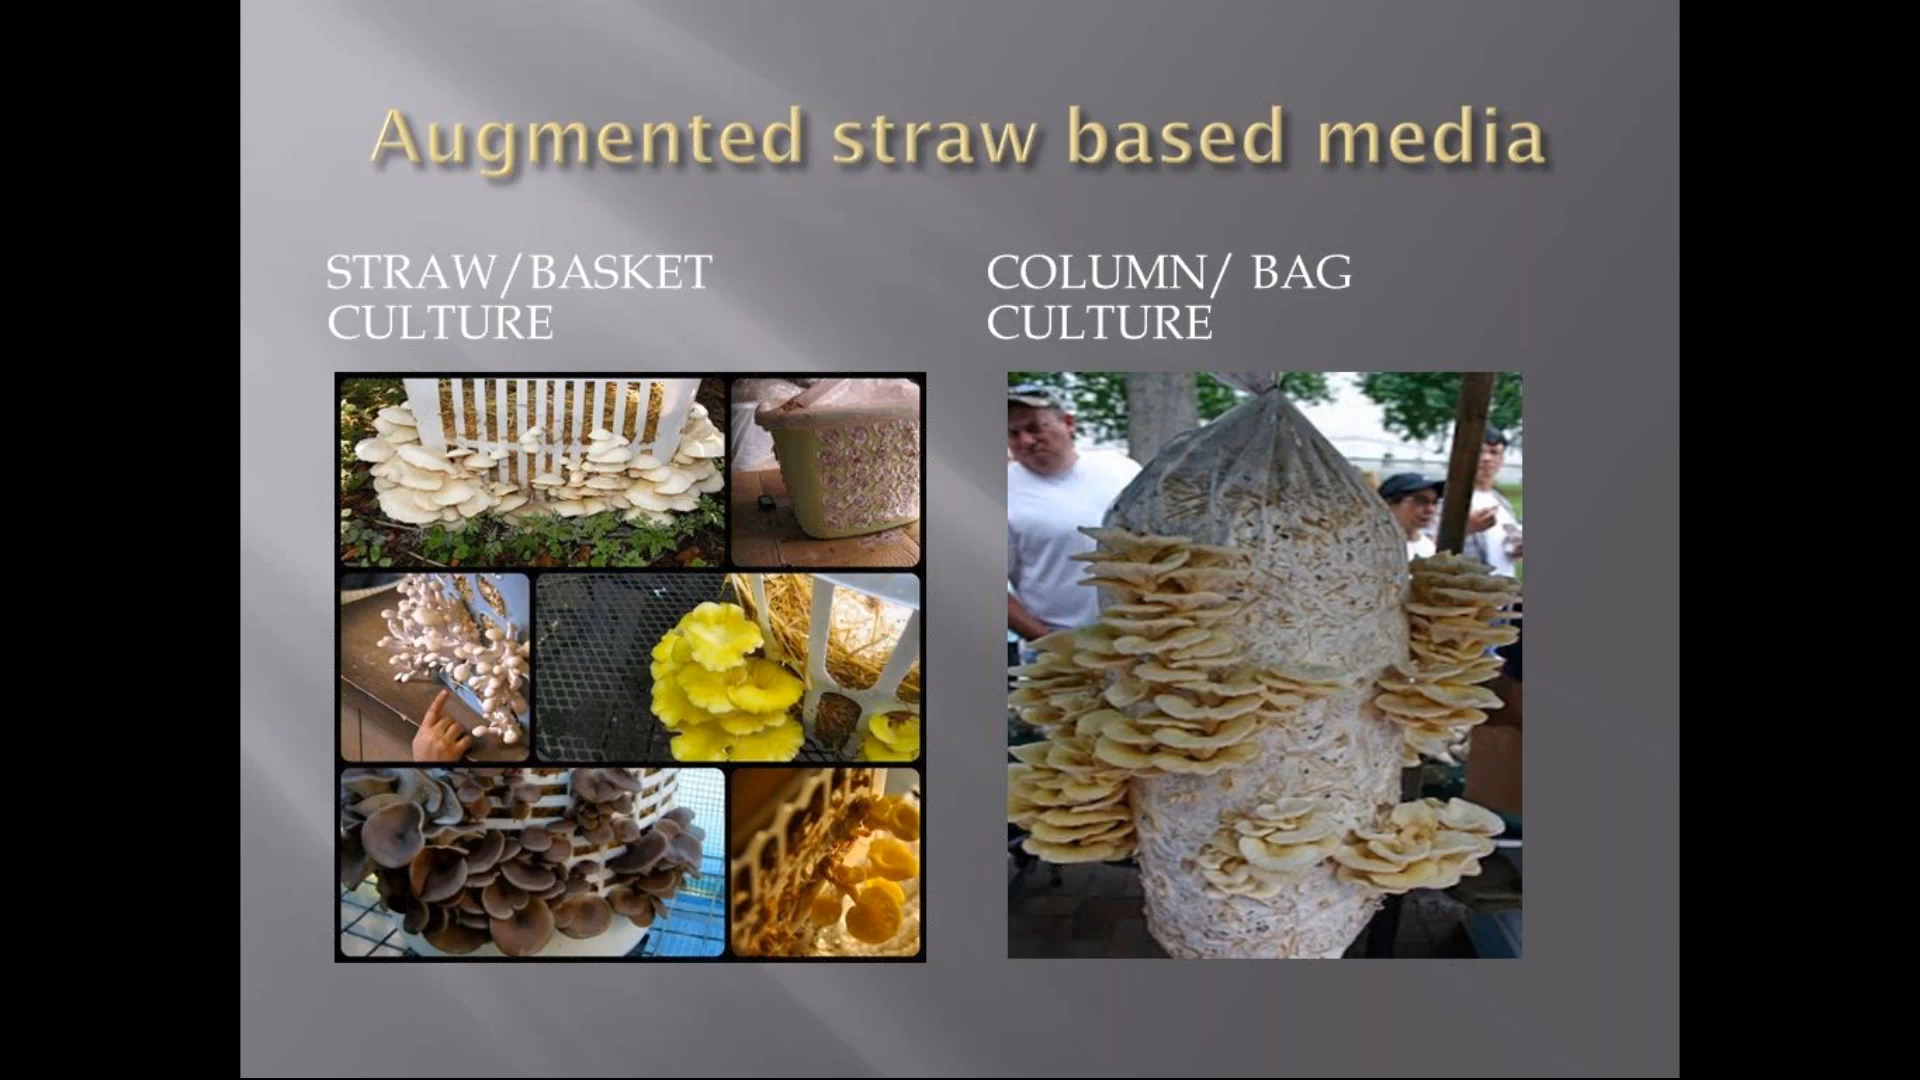 Augmented straw based media
STRAW/BASKET
CULTURE
COLUMN/ BAG
CULTURE